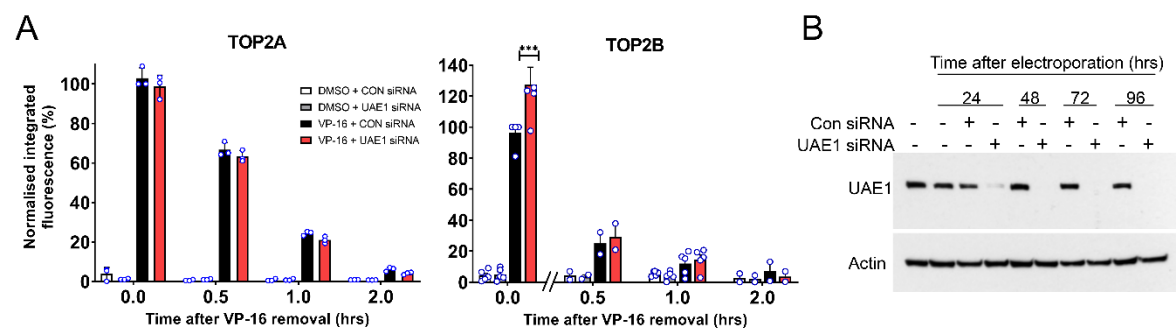 A
TOP2A
Normalised integrated
fluorescence (%)
100
80
60
40
20
0
0.0
0.5
1.0
2.0
Time after VP-16 removal (hrs)
DMSO + CON siRNA
DMSO + UAE1 siRNA
VP-16 + CON siRNA
VP-16 + UAE1 siRNA
TOP2B
***
140
120
100
80
60
40
20
0
0.0
0.5
1.0
2.0
Time after VP-16 removal (hrs)
B
Time after electroporation (hrs)
24 48 72 96
Con siRNA - - + - + - + - + -
UAE1 siRNA - - - + - + - + - +
UAE1
Actin